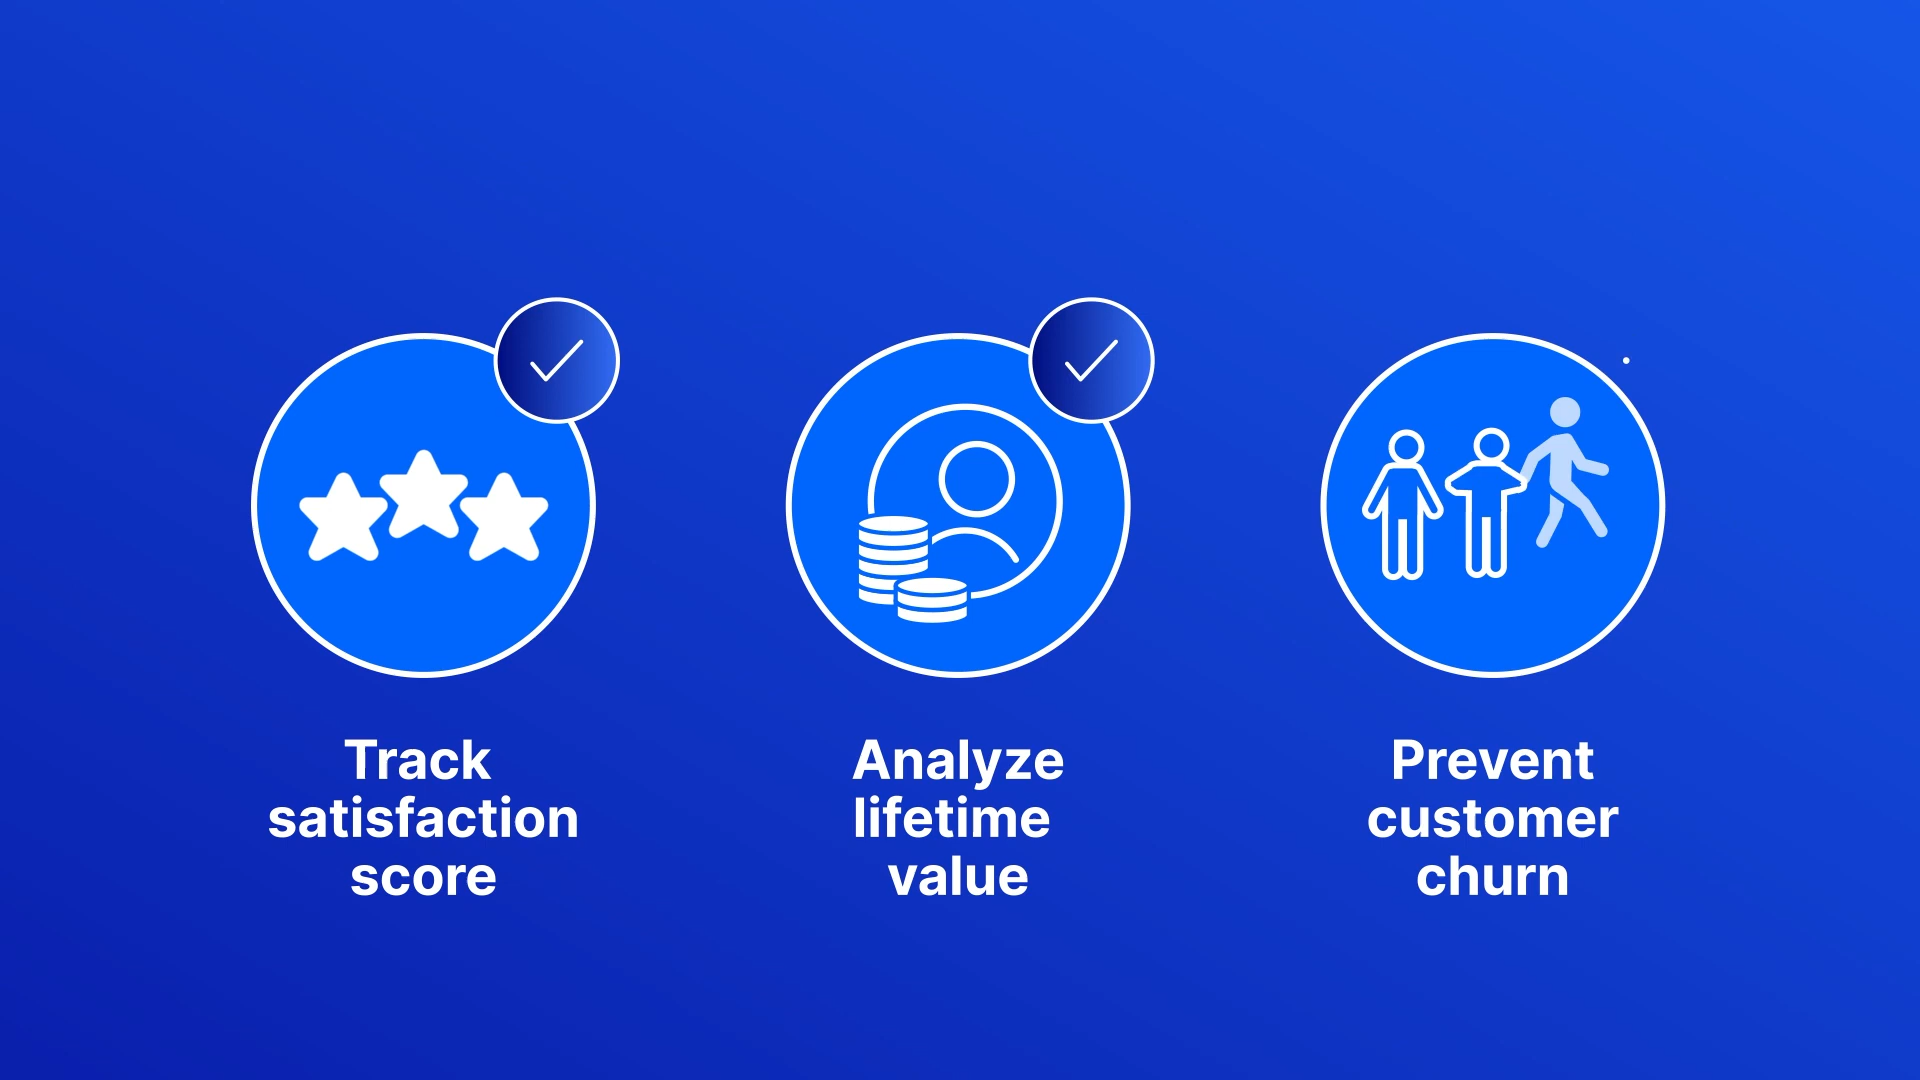 Track
satisfaction
score
Analyze
lifetime
value
Prevent
customer
churn